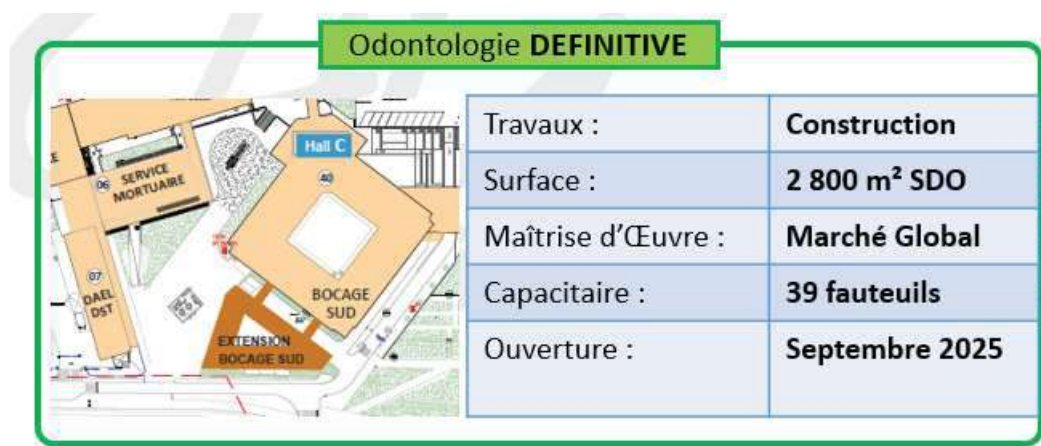 Odontologie DEFINITIVE
Hall C
40
06
SERVICE
MORTUAIRE
07
DAEL
DST
BOCAGE
SUD
EXTENSION
BOCAGE SUD
Travaux : Construction
Surface : 2 800 m² SDO
Maîtrise d'Œuvre : Marché Global
Capacitaire : 39 fauteuils
Ouverture : Septembre 2025